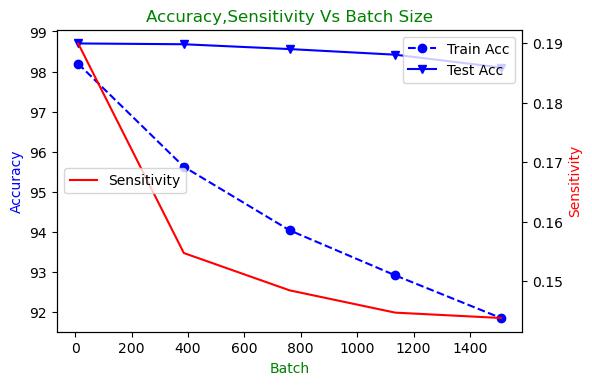 Accuracy,Sensitivity Vs Batch Size
99
98
97
96
95
94
93
92
Accuracy
Train Acc
Test Acc
Sensitivity
0.19
0.18
0.17
0.16
0.15
Sensitivity
0 200 400 600 800 1000 1200 1400
Batch